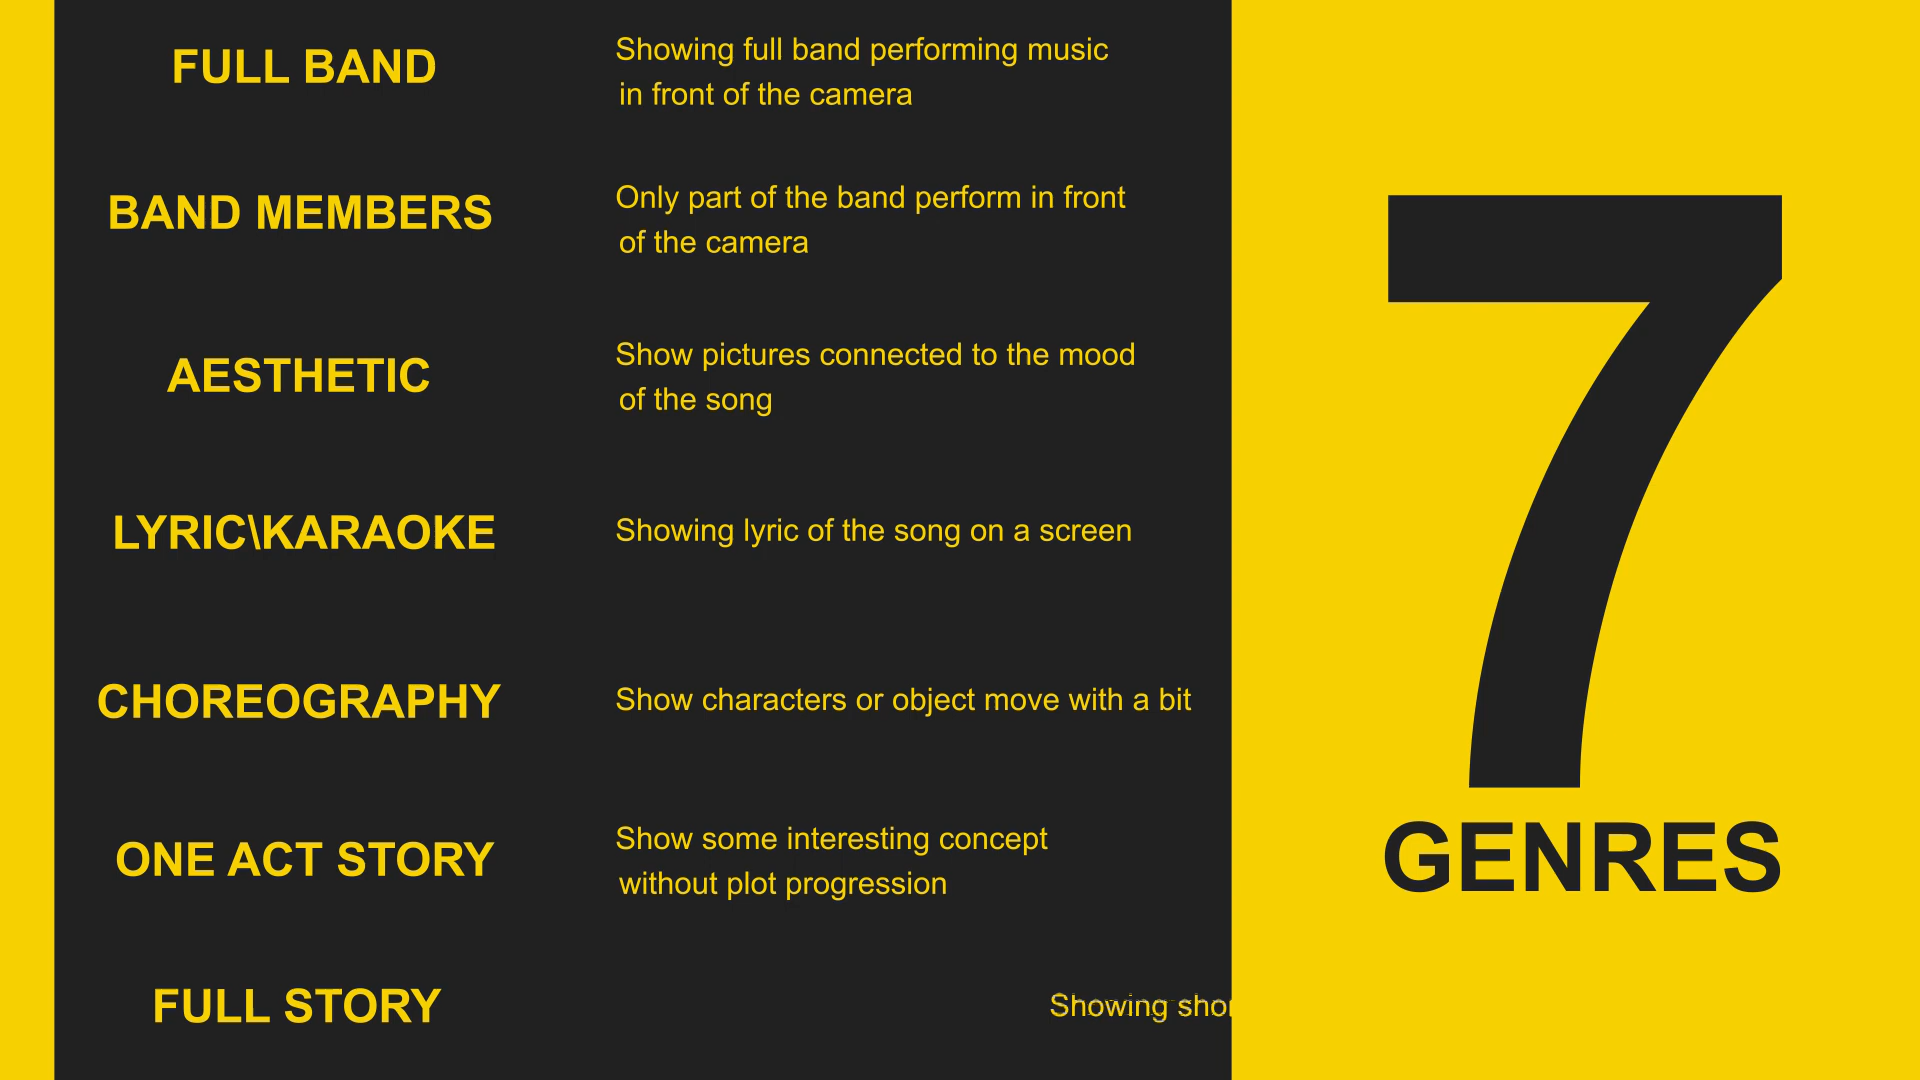 FULL BAND
Showing full band performing music
in front of the camera
BAND MEMBERS
Only part of the band perform in front
of the camera
AESTHETIC
Show pictures connected to the mood
of the song
LYRIC\KARAOKE
Showing lyric of the song on a screen
CHOREOGRAPHY
Show characters or object move with a bit
ONE ACT STORY
Show some interesting concept
without plot progression
FULL STORY
Showing
7
GENRES